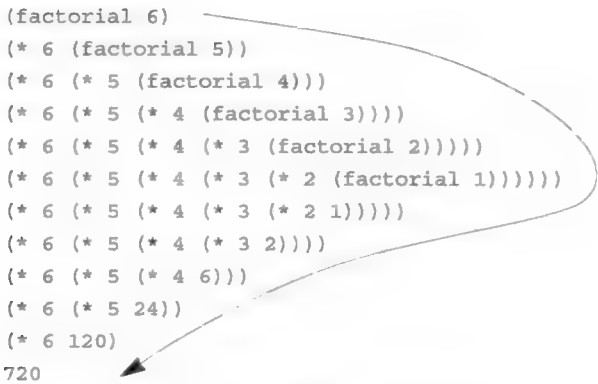 (factorial 6)
(* 6 (factorial 5))
(* 6 (* 5 (factorial 4)))
(* 6 (* 5 (* 4 (factorial 3))))
(* 6 (* 5 (* 4 (* 3 (factorial 2)))))
(* 6 (* 5 (* 4 (* 3 (* 2 (factorial 1))))))
(* 6 (* 5 (* 4 (* 3 (* 2 1)))))
(* 6 (* 5 (* 4 (* 3 2))))
(* 6 (* 5 (* 4 6)))
(* 6 (* 5 24))
(* 6 120)
720